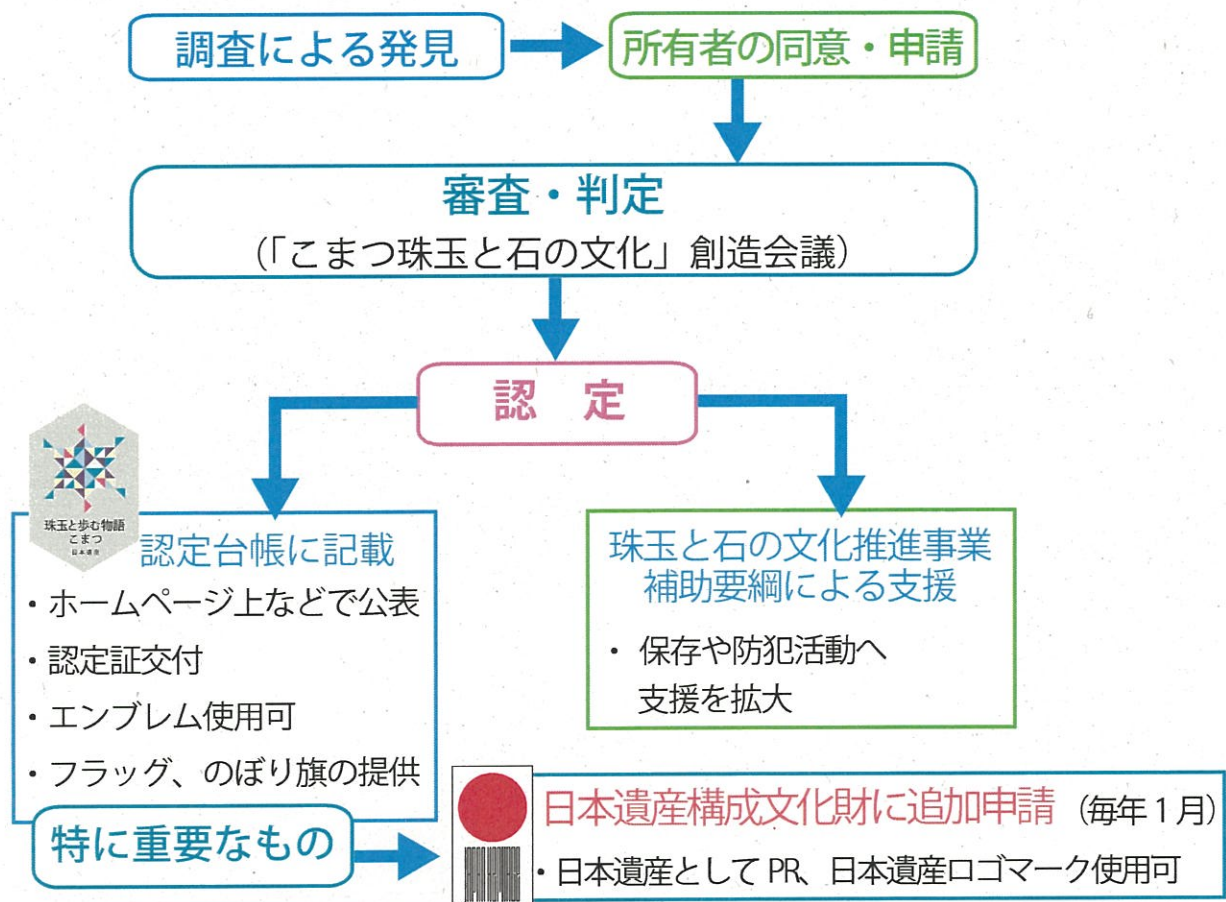 調査による発見
所有者の同意・申請
審査・判定
（「こまつ珠玉と石の文化」創造会議）
認　定
珠玉と歩む物語
こまつ
日本遺産
認定台帳に記載
・ホームページ上などで公表
・認定証交付
・エンブレム使用可
・フラッグ、のぼり旗の提供
珠玉と石の文化推進事業
補助要綱による支援
・ 保存や防犯活動へ
支援を拡大
特に重要なもの
日本遺産構成文化財に追加申請（毎年1月）
・日本遺産としてPR、日本遺産ロゴマーク使用可